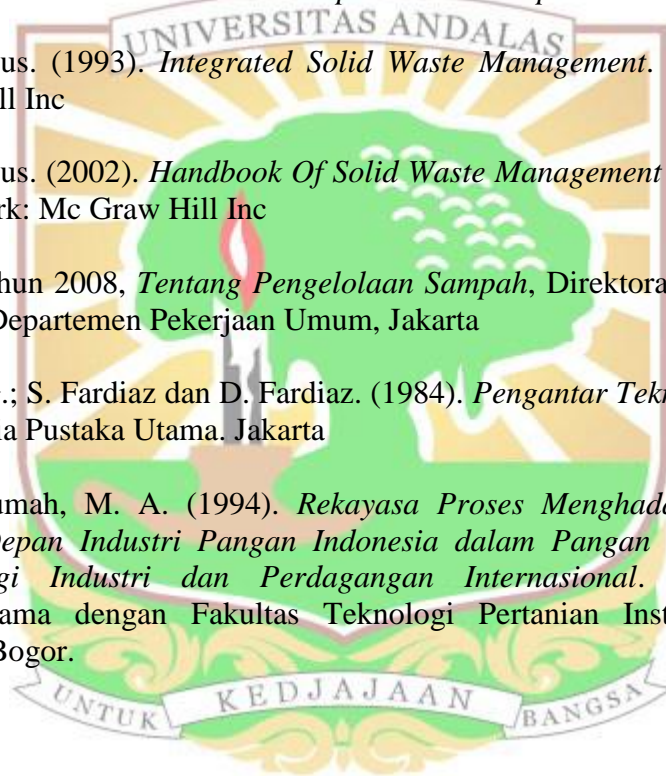 UNIVERSITAS ANDALAS
us. (1993). Integrated Solid Waste Management.
ll Inc
us. (2002). Handbook Of Solid Waste Management
rk: Mc Graw Hill Inc
hun 2008, Tentang Pengelolaan Sampah, Direktora
Departemen Pekerjaan Umum, Jakarta
.; S. Fardiaz dan D. Fardiaz. (1984). Pengantar Tekn
na Pustaka Utama. Jakarta
umah, M. A. (1994). Rekayasa Proses Menghada
Depan Industri Pangan Indonesia dalam Pangan
gi Industri dan Perdagangan Internasional.
ama dengan Fakultas Teknologi Pertanian Inst
Bogor.
UNTUK KEDJAJAAN BANGSA